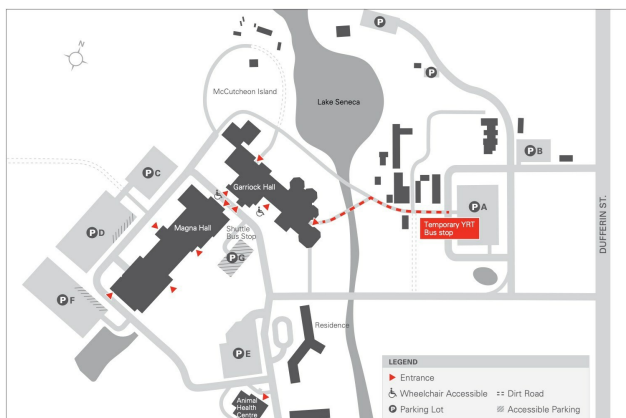 N
McCutcheon Island
Lake Seneca
P
P
P B
P C
Garriock Hall
P A
P D
Magna Hall
Shuttle
Bus Stop
Temporary YRT
Bus stop
DUFFERIN ST.
P G
P F
Residence
P E
Animal
Health
Centre
LEGEND
Entrance
Wheelchair Accessible
Dirt Road
P Parking Lot
Accessible Parking